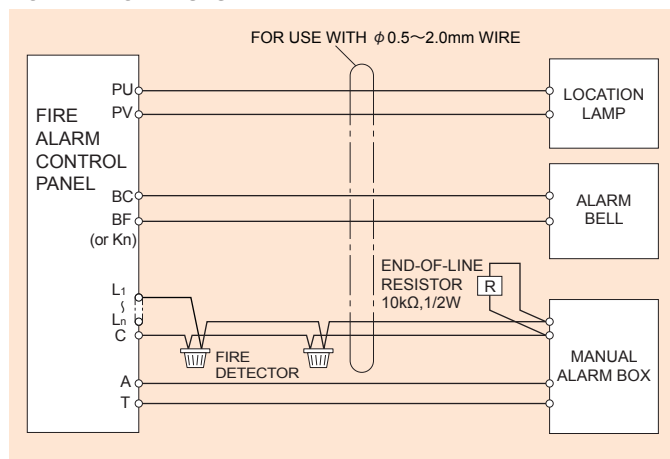 FOR USE WITH φ0.5～2.0mm WIRE
FIRE
ALARM
CONTROL
PANEL
PU
PV
BC
BF
(or Kn)
L1
〜
Ln
C
A
T
LOCATION
LAMP
ALARM
BELL
END-OF-LINE
RESISTOR
10kΩ,1/2W
R
FIRE
DETECTOR
MANUAL
ALARM BOX